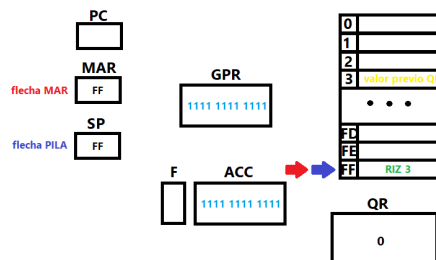 PC
MAR
flecha MAR
FF
SP
flecha PILA
FF
GPR
1111 1111 1111
F
ACC
1111 1111 1111
0
1
2
3 valor previo Q
• • •
FD
FE
FF RIZ 3
QR
0